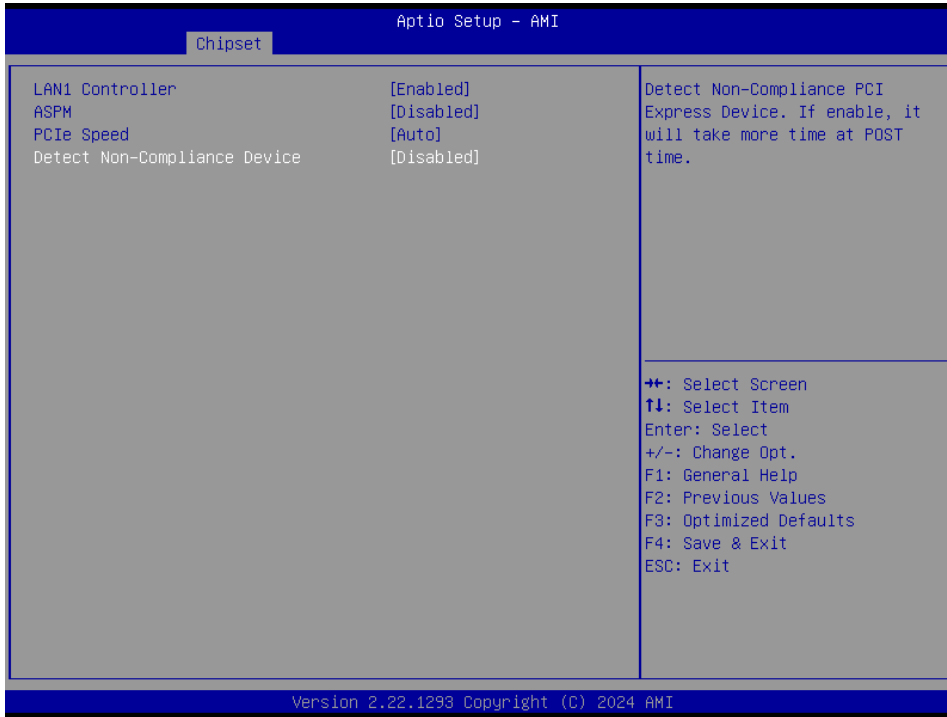 Aptio Setup – AMI
Chipset
LAN1 Controller [Enabled]
ASPM [Disabled]
PCIe Speed [Auto]
Detect Non-Compliance Device [Disabled]
Detect Non-Compliance PCI
Express Device. If enable, it
will take more time at POST
time.
→←: Select Screen
↑↓: Select Item
Enter: Select
+/-: Change Opt.
F1: General Help
F2: Previous Values
F3: Optimized Defaults
F4: Save & Exit
ESC: Exit
Version 2.22.1293 Copyright (C) 2024 AMI